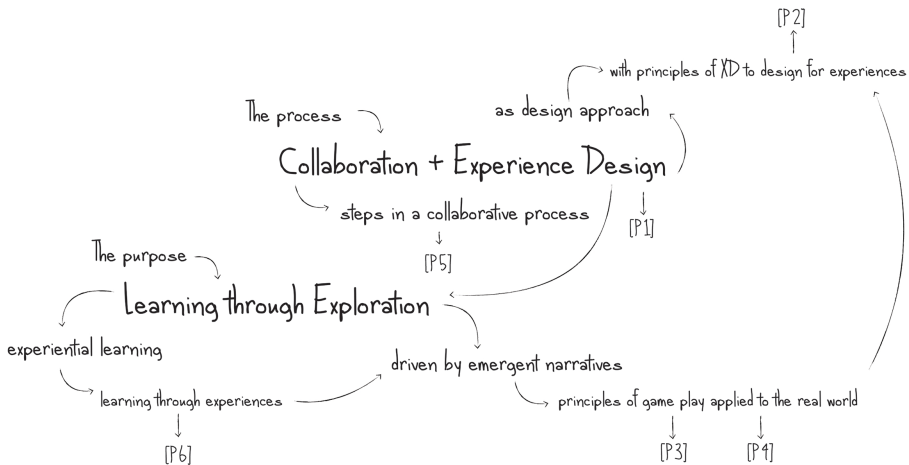 [P2]
with principles of XD to design for experiences
The process
as design approach
Collaboration + Experience Design
steps in a collaborative process
[P1]
The purpose
[P5]
Learning through Exploration
experiential learning
driven by emergent narratives
learning through experiences
principles of game play applied to the real world
[P6]
[P3]
[P4]